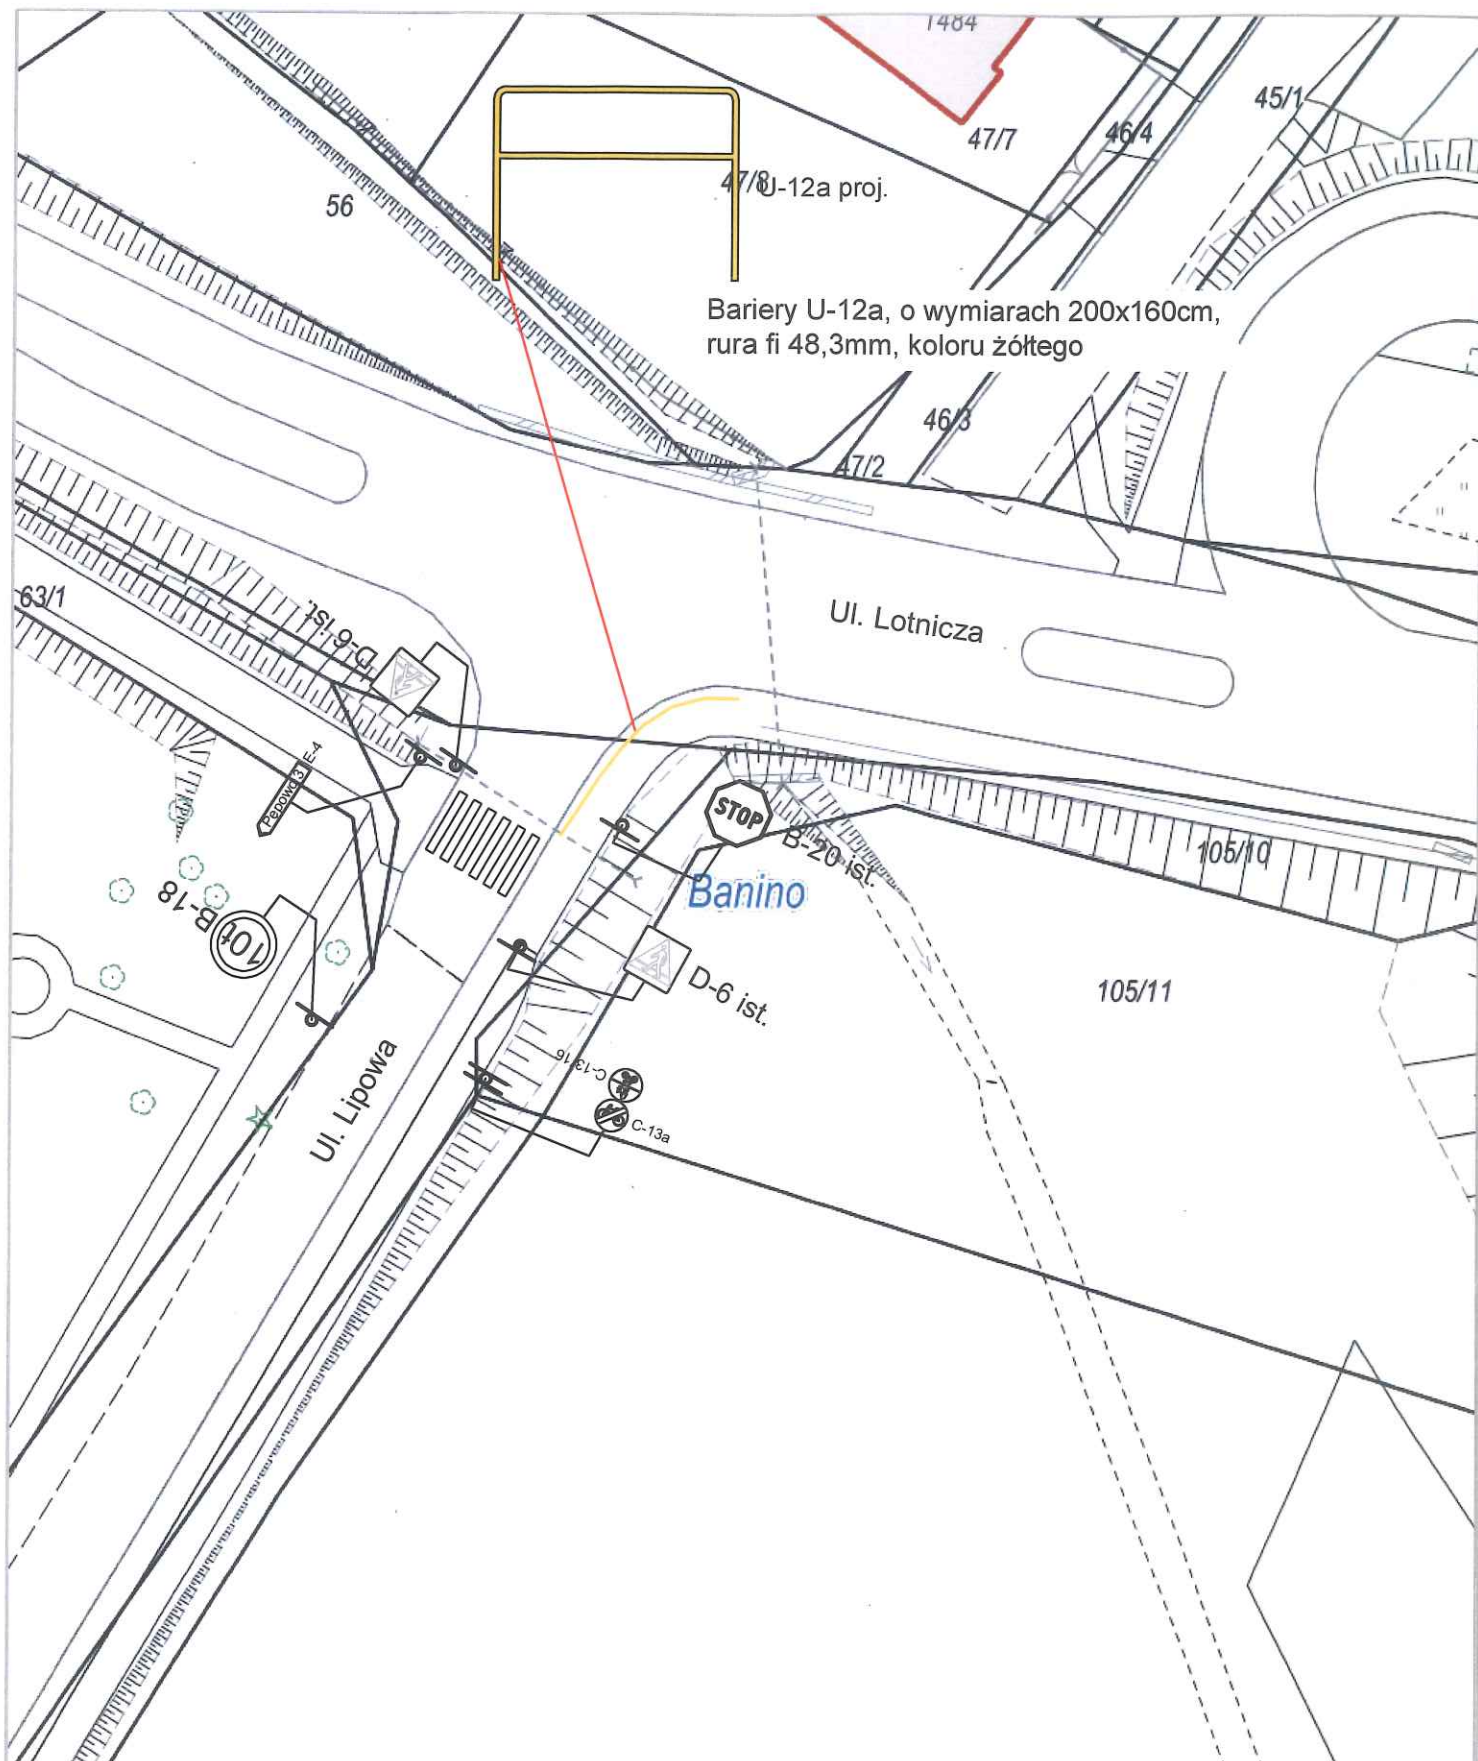 1484
45/1
47/7
46/4
47/8
U-12a proj.
56
Bariery U-12a, o wymiarach 200x160cm,
rura fi 48,3mm, koloru żółtego
46/3
47/2
63/1
D-6 ist.
Ul. Lotnicza
E-4
STOP
B-20 ist.
105/10
Banino
B-18
10t
D-6 ist.
105/11
Ul. Lipowa
C-13/16
C-13a